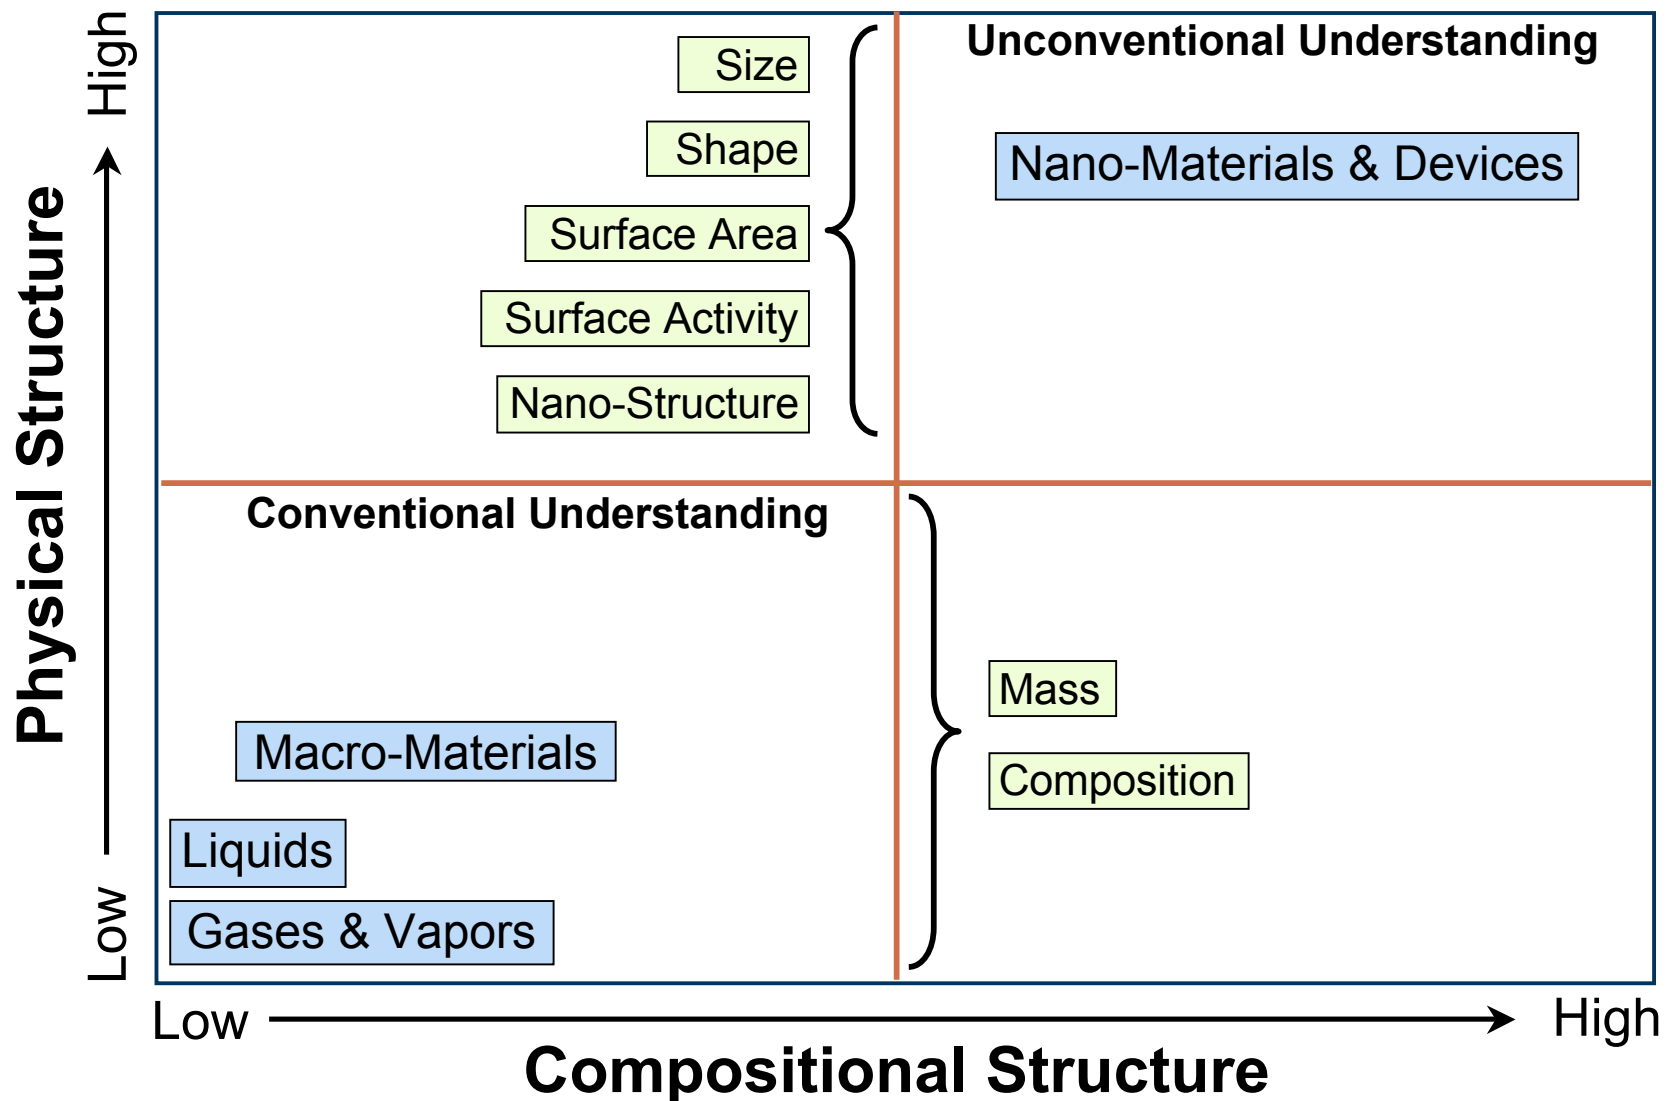 High
Physical Structure
Low
Size
Shape
Surface Area
Surface Activity
Nano-Structure
Unconventional Understanding
Nano-Materials & Devices
Conventional Understanding
Macro-Materials
Liquids
Gases & Vapors
Mass
Composition
Low
High
Compositional Structure